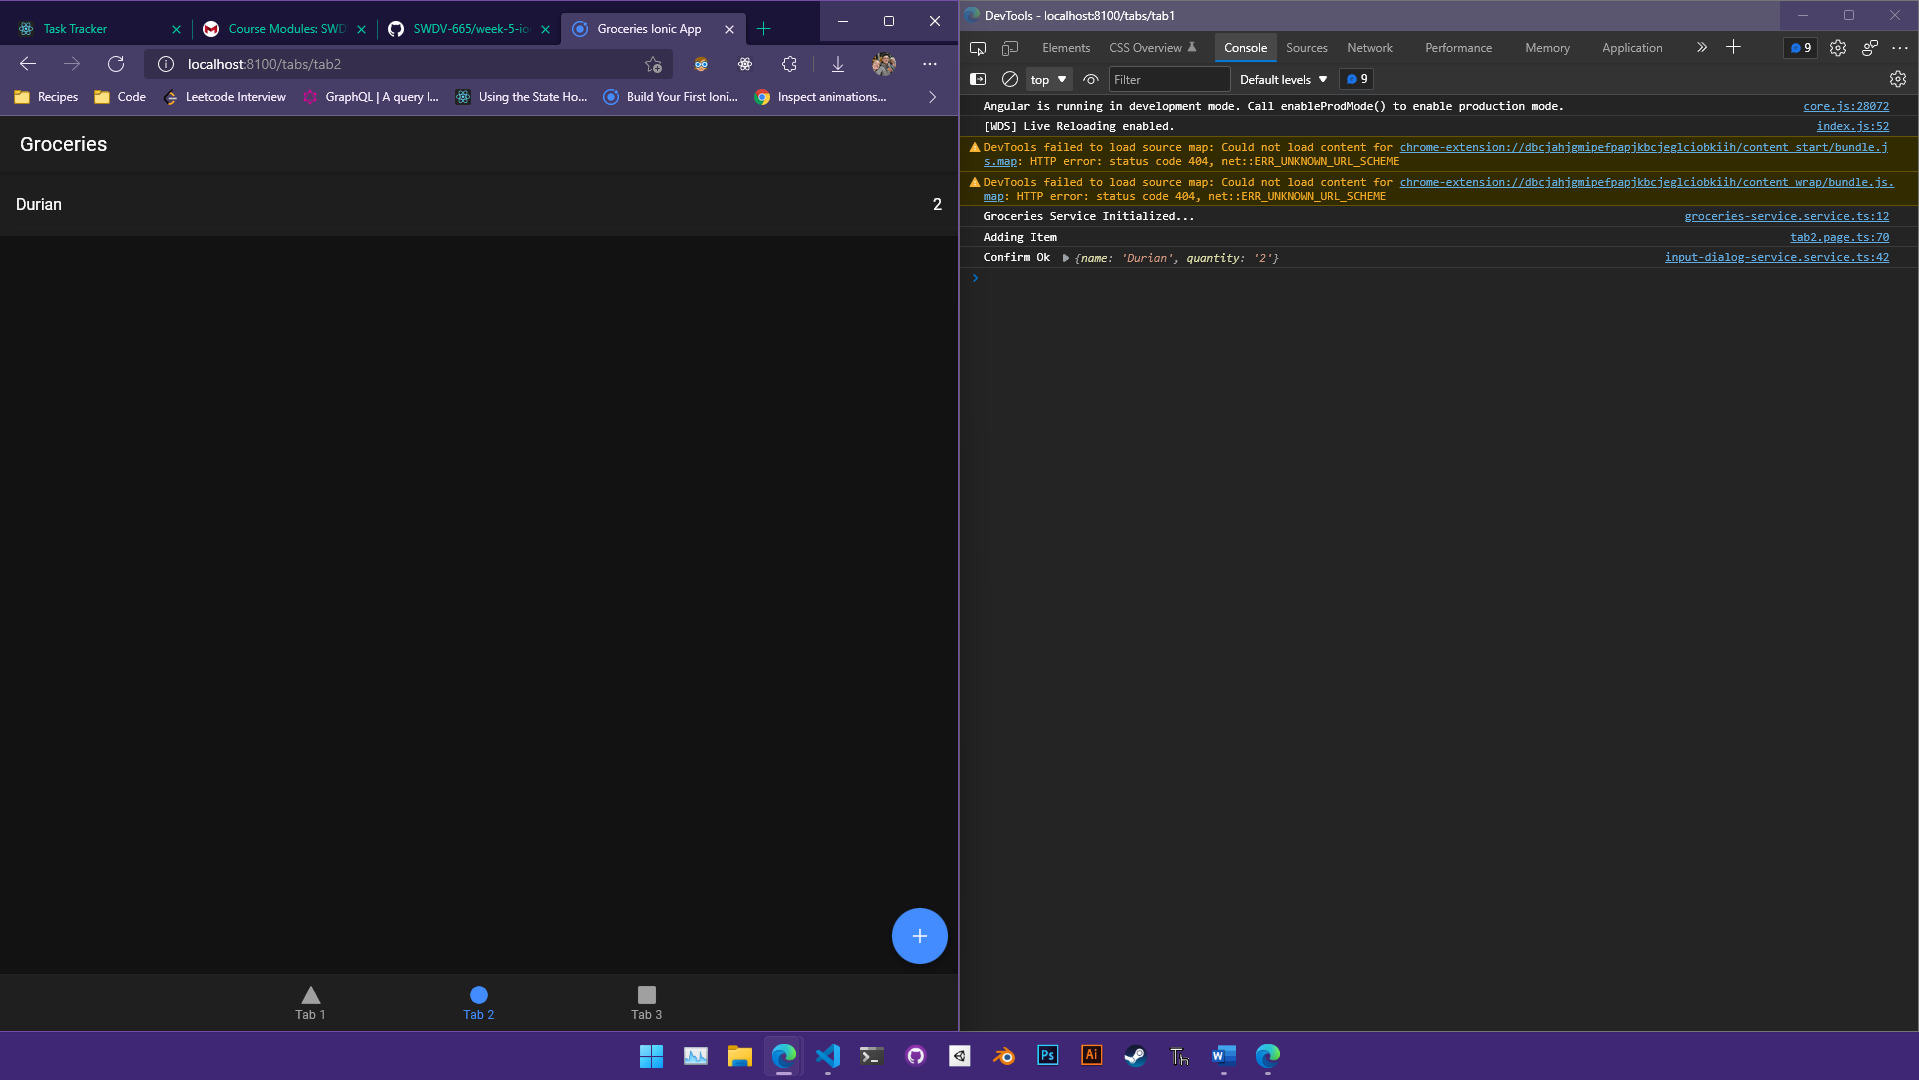 Task Tracker
Course Modules: SWD
SWDV-665/week-5-io
Groceries Ionic App
localhost:8100/tabs/tab2
Recipes
Code
Leetcode Interview
GraphQL | A query l...
Using the State Ho...
Build Your First Ioni...
Inspect animations...
Groceries
Durian 2
Tab 1
Tab 2
Tab 3
DevTools - localhost:8100/tabs/tab1
Elements
CSS Overview
Console
Sources
Network
Performance
Memory
Application
9
top
Filter
Default levels
9
Angular is running in development mode. Call enableProdMode() to enable production mode. core.js:28072
[WDS] Live Reloading enabled. index.js:52
DevTools failed to load source map: Could not load content for chrome-extension://dbcjahjgmipefpapjkbcjeglciobkiih/content_start/bundle.j
s.map: HTTP error: status code 404, net::ERR_UNKNOWN_URL_SCHEME
DevTools failed to load source map: Could not load content for chrome-extension://dbcjahjgmipefpapjkbcjeglciobkiih/content_wrap/bundle.js.
map: HTTP error: status code 404, net::ERR_UNKNOWN_URL_SCHEME
Groceries Service Initialized... groceries-service.service.ts:12
Adding Item tab2.page.ts:70
Confirm Ok {name: 'Durian', quantity: '2'} input-dialog-service.service.ts:42
Ps
Ai
Th
W